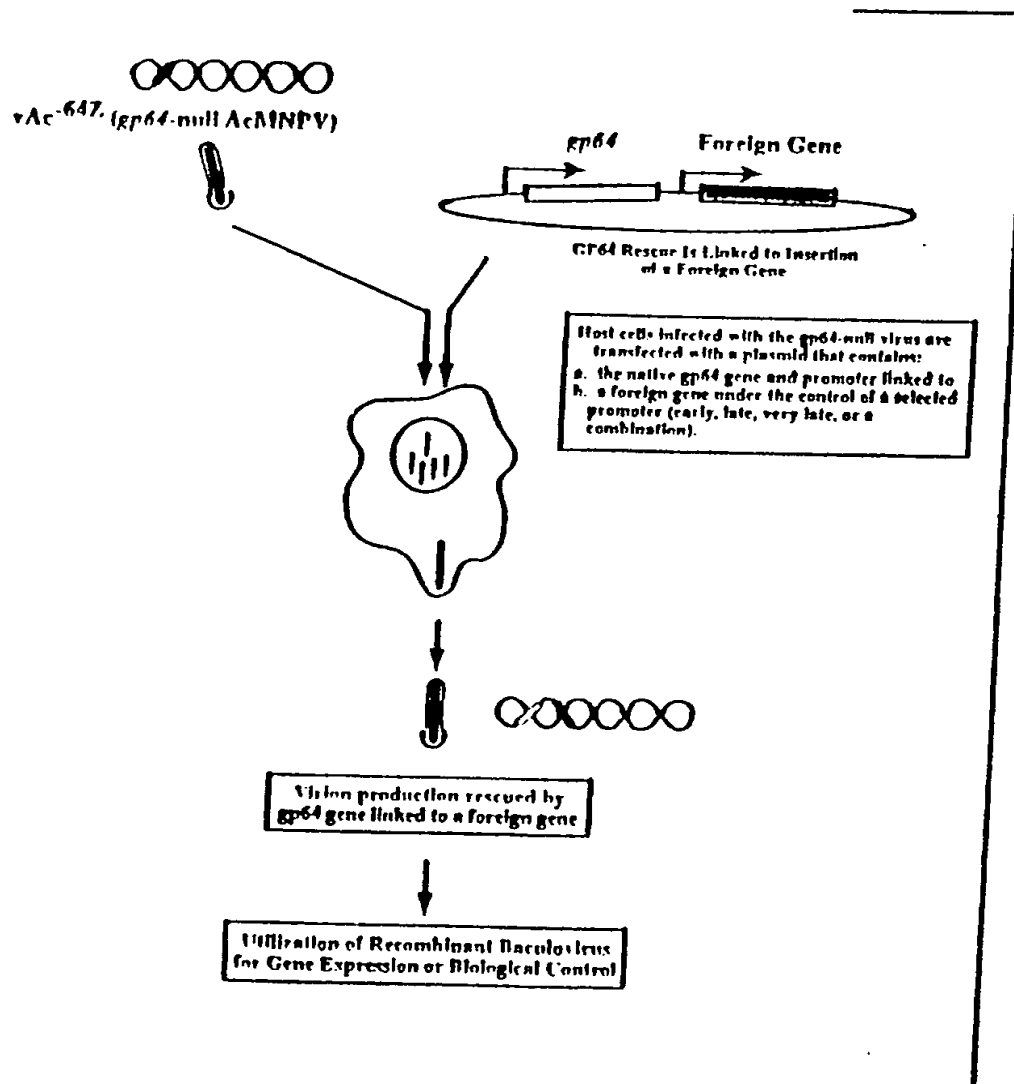 vAc-64Z. (gp64-null AcMNPV)
gp64
Foreign Gene
GP64 Rescue Is Linked to Insertion
of a Foreign Gene
Host cells infected with the gp64-null virus are
transfected with a plasmid that contains:
a. the native gp64 gene and promoter linked to
b. a foreign gene under the control of a selected
promoter (early, late, very late, or a
combination).
Virion production rescued by
gp64 gene linked to a foreign gene
Utilization of Recombinant Baculovirus
for Gene Expression or Biological Control